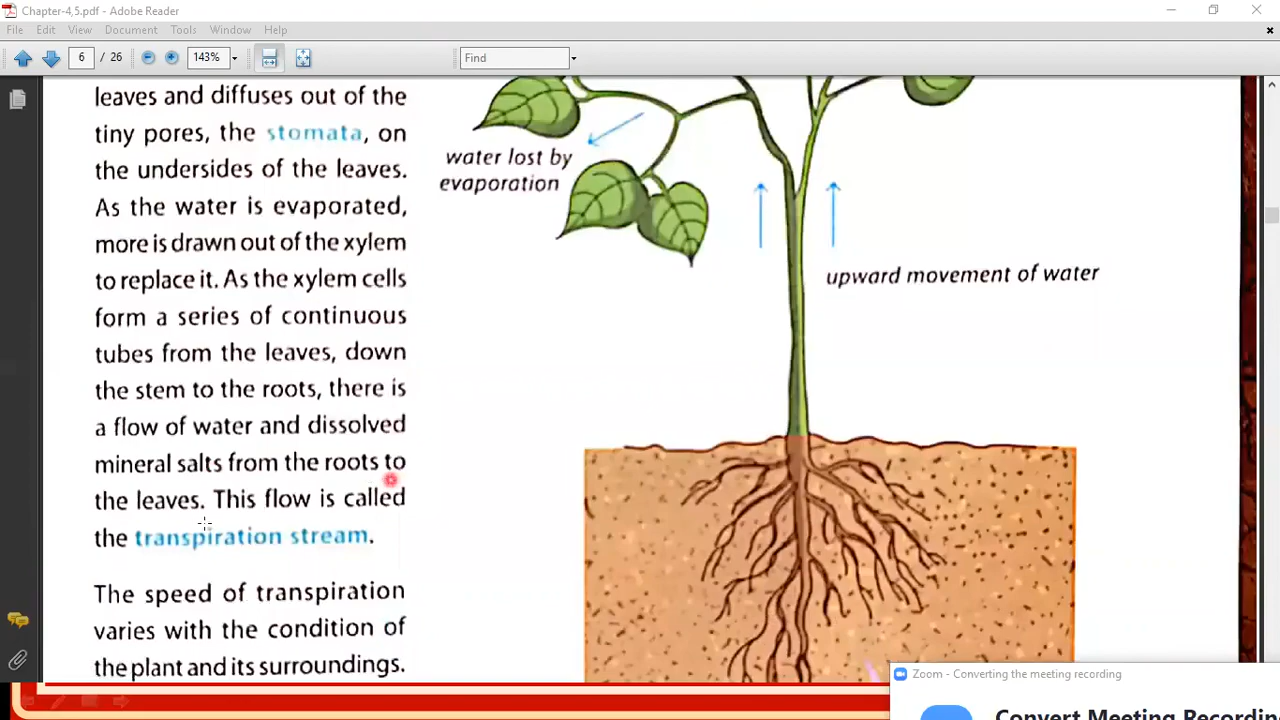 Chapter-4,5.pdf - Adobe Reader
File Edit View Document Tools Window Help
6 / 26 143% Find
leaves and diffuses out of the
tiny pores, the stomata, on
the undersides of the leaves.
As the water is evaporated,
more is drawn out of the xylem
to replace it. As the xylem cells
form a series of continuous
tubes from the leaves, down
the stem to the roots, there is
a flow of water and dissolved
mineral salts from the roots to
the leaves. This flow is called
the transpiration stream.
The speed of transpiration
varies with the condition of
the plant and its surroundings.
water lost by
evaporation
upward movement of water
Zoom - Converting the meeting recording
Convert Meeting Recording